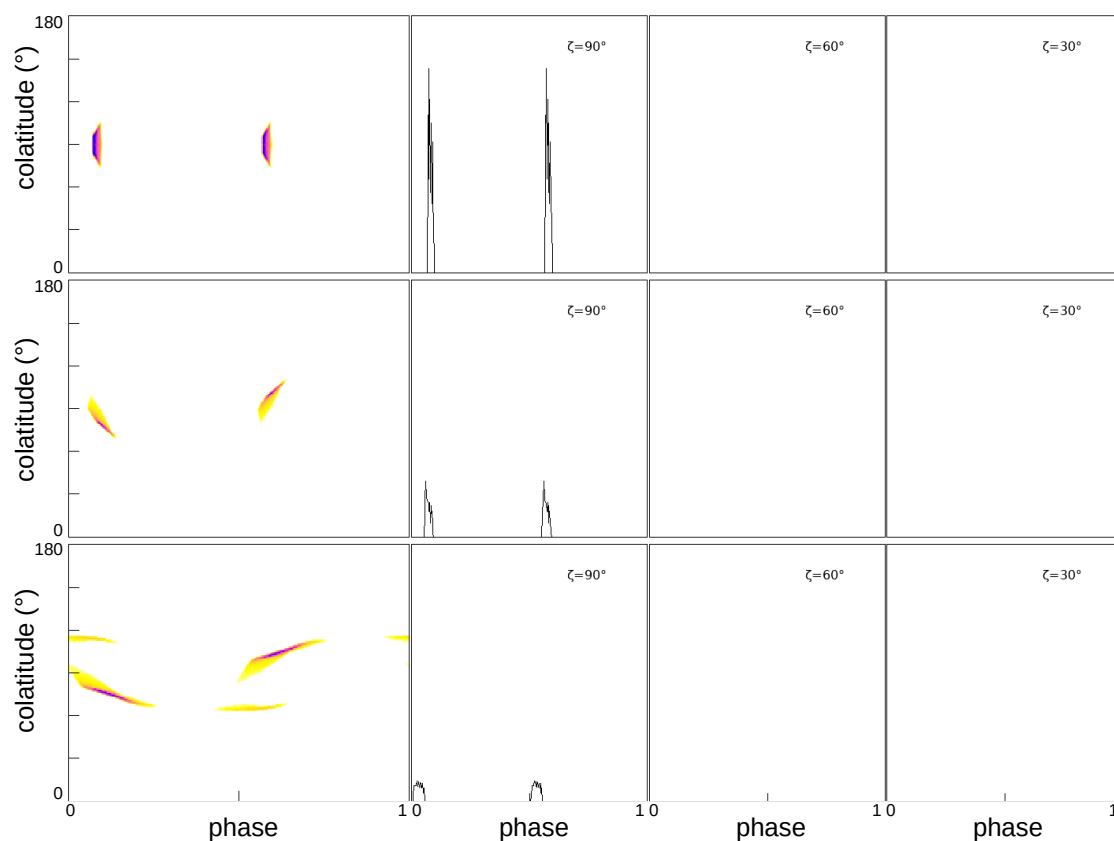 180
colatitude (°)
0
ζ=90°
ζ=60°
ζ=30°
180
colatitude (°)
0
ζ=90°
ζ=60°
ζ=30°
180
colatitude (°)
0
ζ=90°
ζ=60°
ζ=30°
0 1 0 1 0 1 0 1
phase phase phase phase